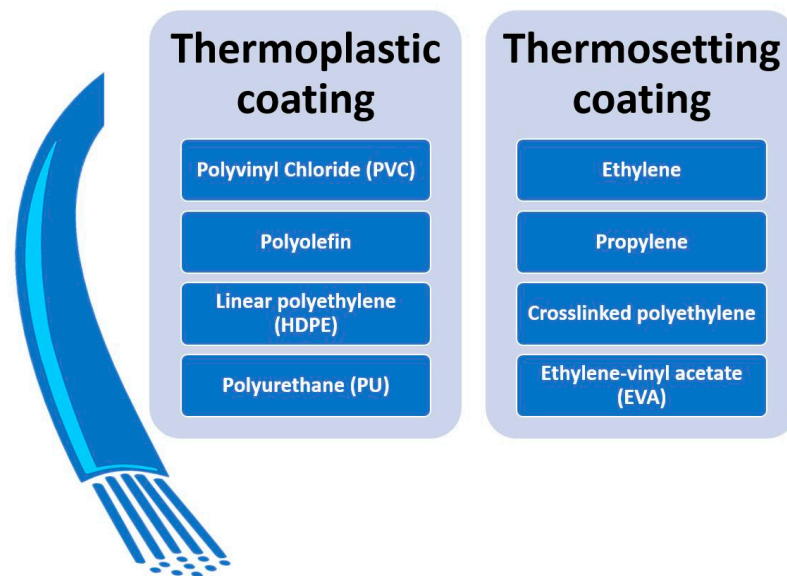 Thermoplastic
coating
Polyvinyl Chloride (PVC)
Polyolefin
Linear polyethylene
(HDPE)
Polyurethane (PU)
Thermosetting
coating
Ethylene
Propylene
Crosslinked polyethylene
Ethylene-vinyl acetate
(EVA)